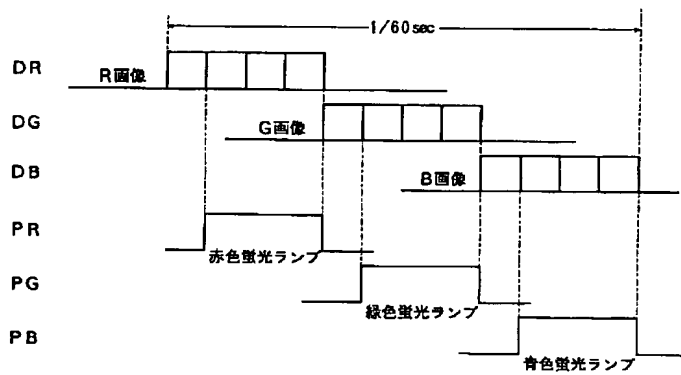 1/60sec
DR
R画像
DG
G画像
DB
B画像
PR
赤色蛍光ランプ
PG
緑色蛍光ランプ
PB
青色蛍光ランプ